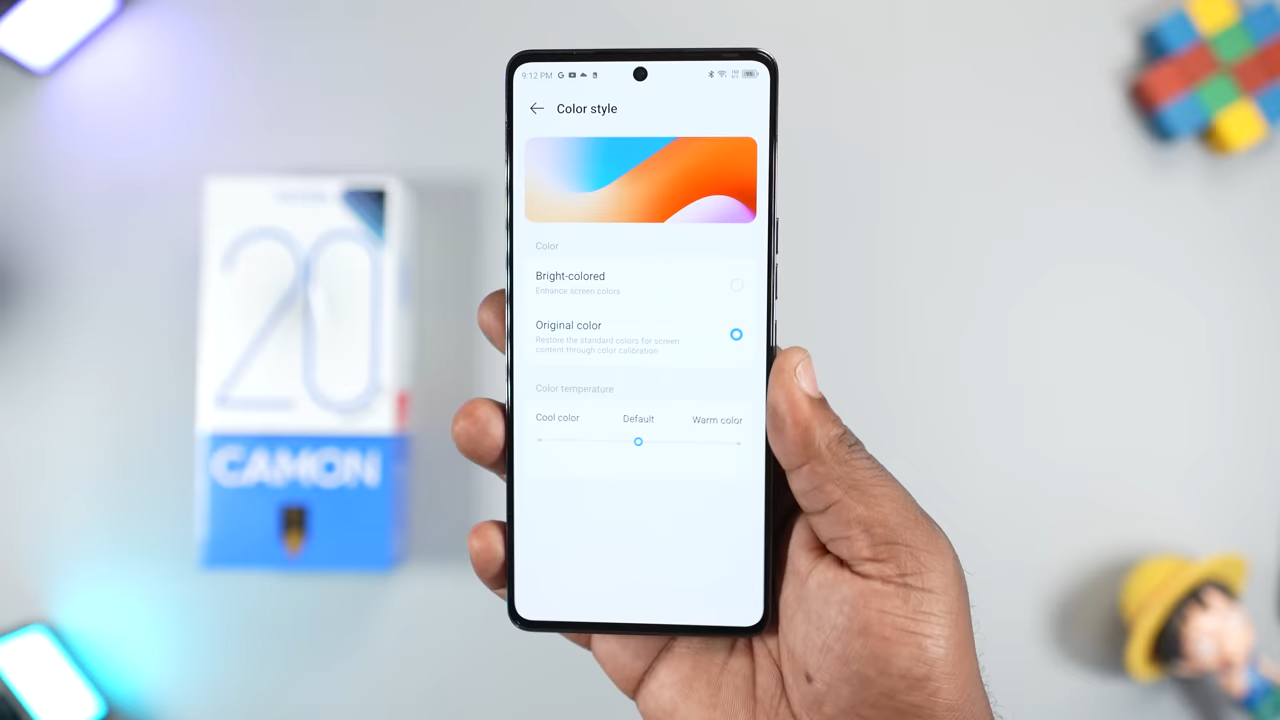 9:12 PM
Color style
Color
Bright-colored
Enhance screen colors
Original color
Restore the standard colors for screen
content through color calibration
Color temperature
Cool color Default Warm color
20
CAMON